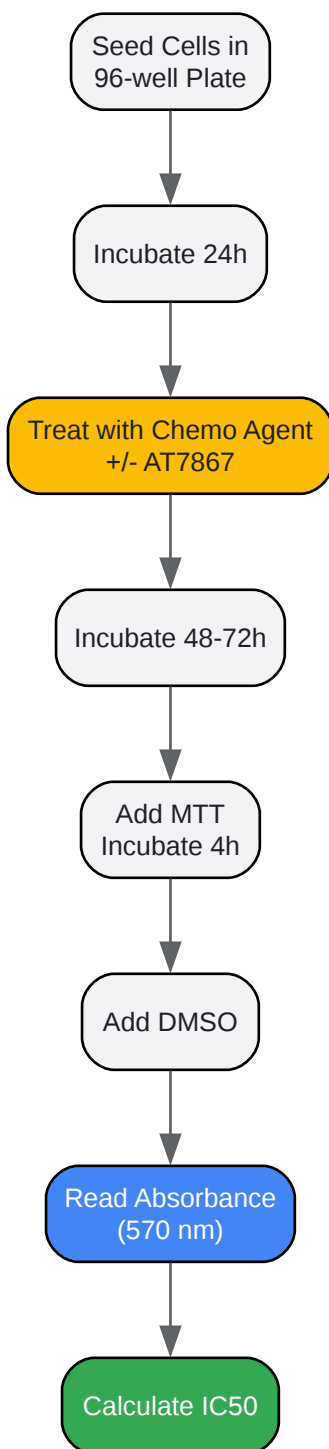 Seed Cells in
96-well Plate
Incubate 24h
Treat with Chemo Agent
+/- AT7867
Incubate 48-72h
Add MTT
Incubate 4h
Add DMSO
Read Absorbance
(570 nm)
Calculate IC50